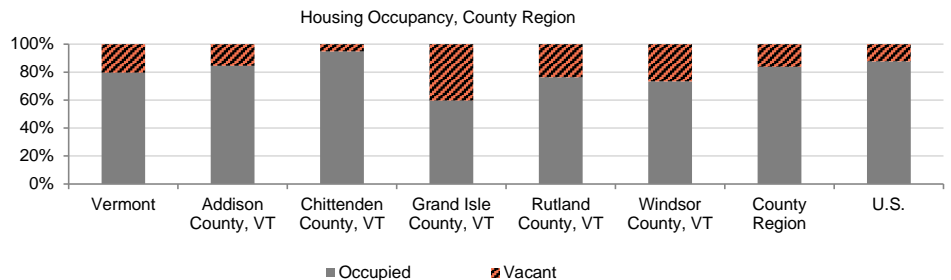 Housing Occupancy, County Region
100%
80%
60%
40%
20%
0%
Vermont
Addison
County, VT
Chittenden
County, VT
Grand Isle
County, VT
Rutland
County, VT
Windsor
County, VT
County
Region
U.S.
Occupied
Vacant